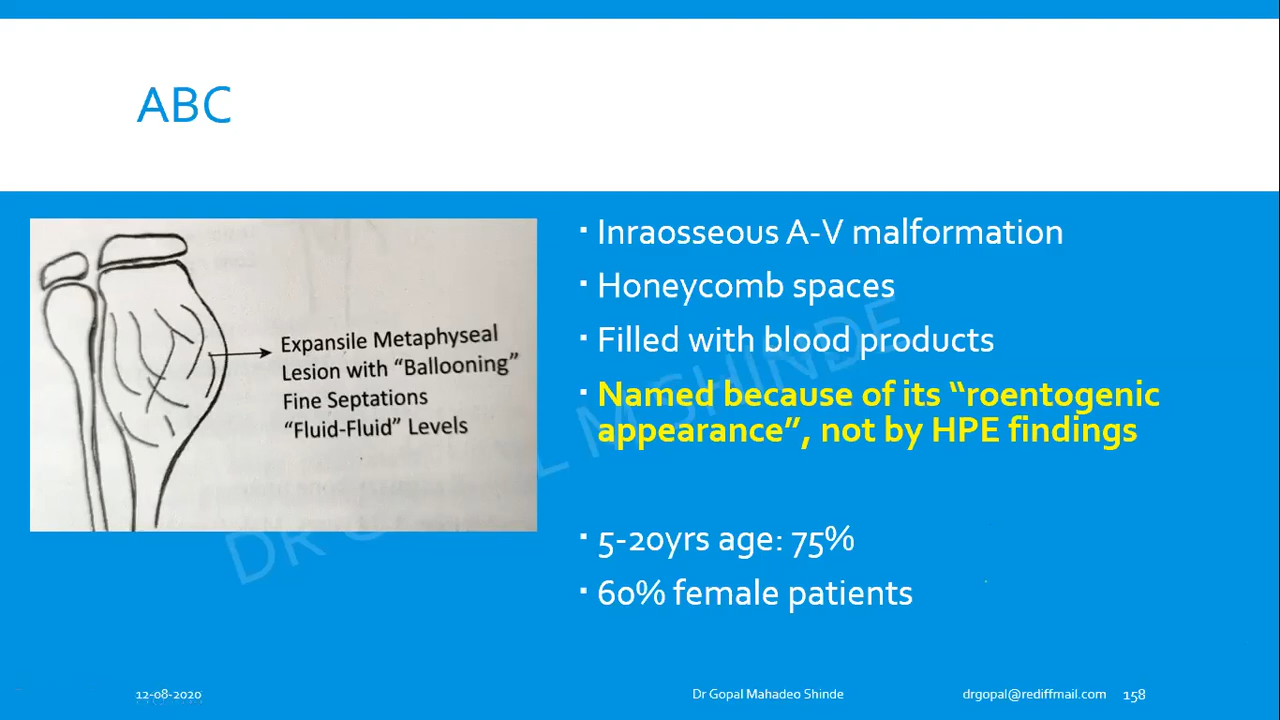 ABC
Expansile Metaphyseal
Lesion with “Ballooning”
Fine Septations
“Fluid-Fluid” Levels
▪ Inraosseous A-V malformation
▪ Honeycomb spaces
▪ Filled with blood products
▪ Named because of its “roentogenic
appearance”, not by HPE findings
▪ 5-20yrs age: 75%
▪ 60% female patients
L M SHINDE
DR G
12-08-2020
Dr Gopal Mahadeo Shinde
drgopal@rediffmail.com
158